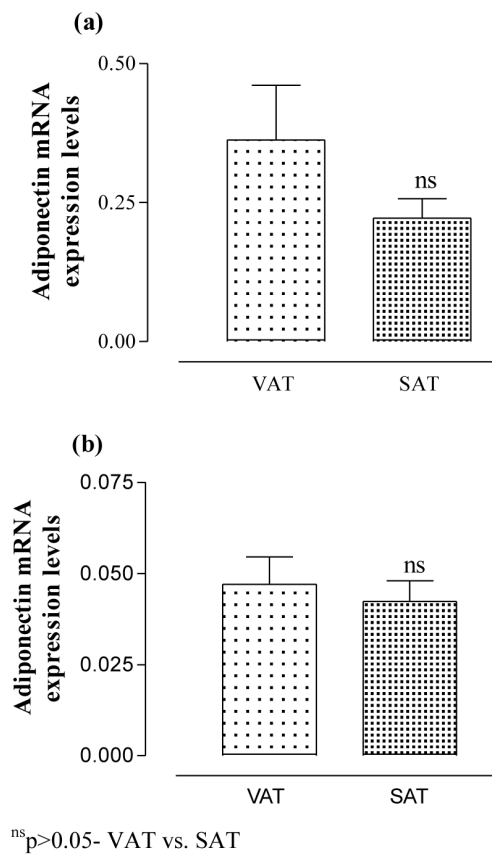 (a)
Adiponectin mRNA
expression levels
0.50
0.25
0.00
ns
VAT SAT
(b)
Adiponectin mRNA
expression levels
0.075
0.050
0.025
0.000
ns
VAT SAT
nsp>0.05- VAT vs. SAT